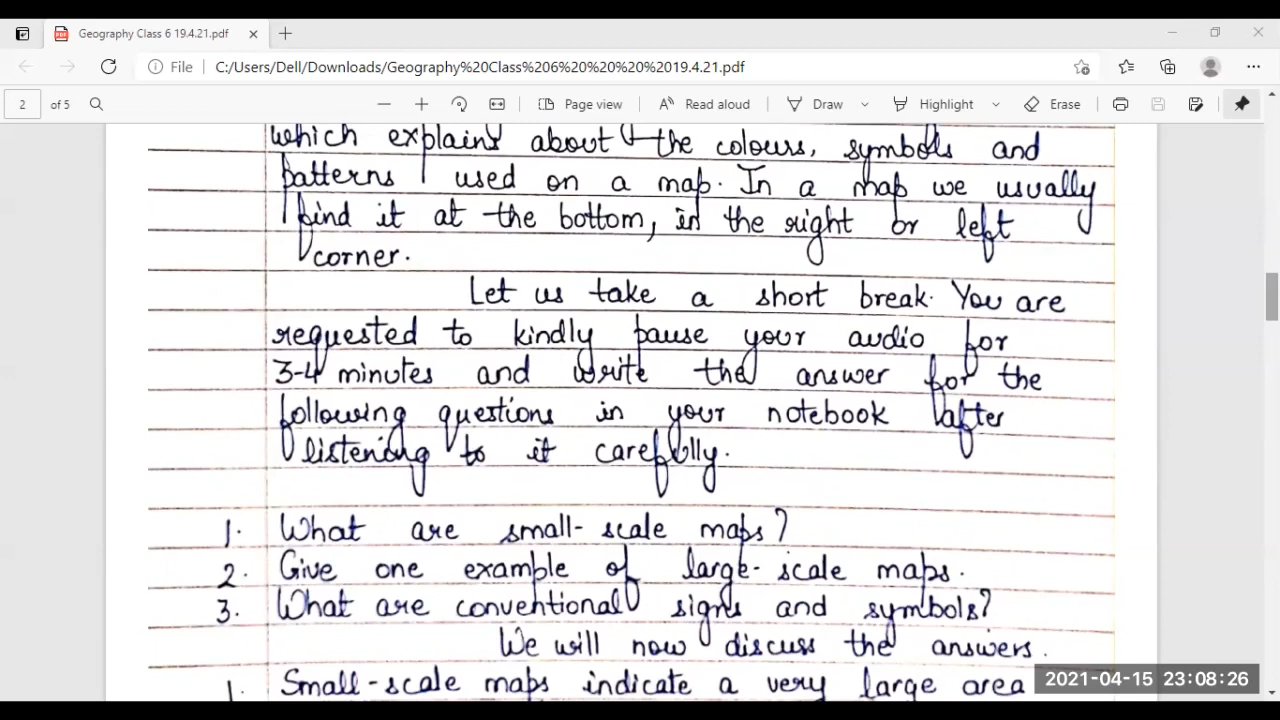 Geography Class 6 19.4.21.pdf
File C:/Users/Dell/Downloads/Geography%20Class%206%20%20%20%2019.4.21.pdf
2 of 5 Page view Read aloud Draw Highlight Erase
which explains about the colours, symbols and
patterns used on a map. In a map we usually
find it at the bottom, in the right or left
corner.
Let us take a short break. You are
requested to kindly pause your audio for
3-4 minutes and write the answer for the
following questions in your notebook after
listening to it carefully.
1. What are small-scale maps?
2. Give one example of large-scale maps.
3. What are conventional signs and symbols?
We will now discuss the answers.
1. Small-scale maps indicate a very large area
2021-04-15 23:08:26